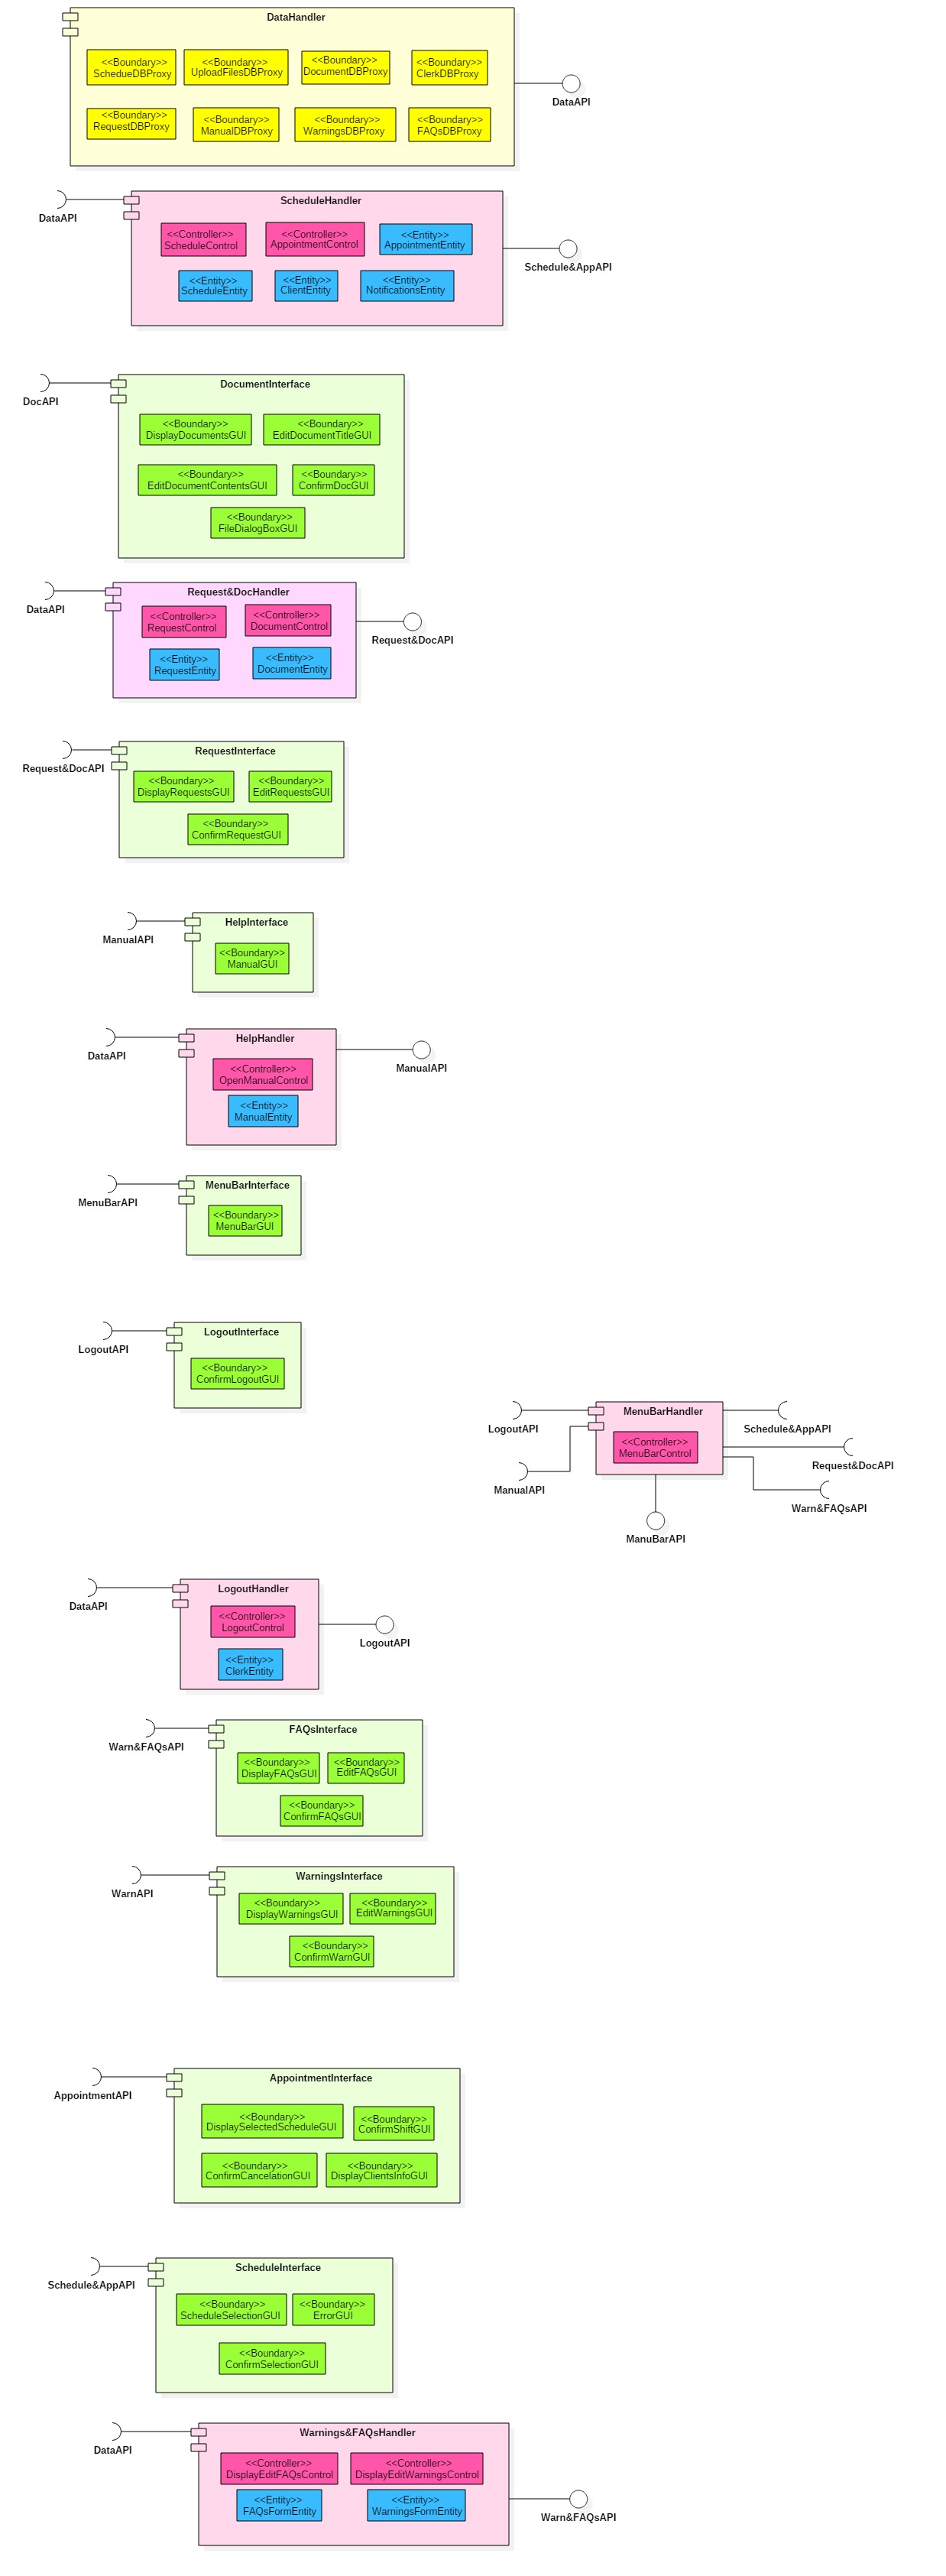 DataHandler
<<Boundary>>
SchedueDBProxy
<<Boundary>>
UploadFilesDBProxy
<<Boundary>>
DocumentDBProxy
<<Boundary>>
ClerkDBProxy
DataAPI
<<Boundary>>
RequestDBProxy
<<Boundary>>
ManualDBProxy
<<Boundary>>
WarningsDBProxy
<<Boundary>>
FAQsDBProxy
DataAPI
ScheduleHandler
<<Controller>>
ScheduleControl
<<Controller>>
AppointmentControl
<<Entity>>
AppointmentEntity
Schedule&AppAPI
<<Entity>>
ScheduleEntity
<<Entity>>
ClientEntity
<<Entity>>
NotificationsEntity
DocAPI
DocumentInterface
<<Boundary>>
DisplayDocumentsGUI
<<Boundary>>
EditDocumentTitleGUI
<<Boundary>>
EditDocumentContentsGUI
<<Boundary>>
ConfirmDocGUI
<<Boundary>>
FileDialogBoxGUI
DataAPI
Request&DocHandler
<<Controller>>
RequestControl
<<Controller>>
DocumentControl
Request&DocAPI
<<Entity>>
RequestEntity
<<Entity>>
DocumentEntity
Request&DocAPI
RequestInterface
<<Boundary>>
DisplayRequestsGUI
<<Boundary>>
EditRequestsGUI
<<Boundary>>
ConfirmRequestGUI
ManualAPI
HelpInterface
<<Boundary>>
ManualGUI
DataAPI
HelpHandler
<<Controller>>
OpenManualControl
ManualAPI
<<Entity>>
ManualEntity
MenuBarAPI
MenuBarInterface
<<Boundary>>
MenuBarGUI
LogoutAPI
LogoutInterface
<<Boundary>>
ConfirmLogoutGUI
LogoutAPI
MenuBarHandler
Schedule&AppAPI
<<Controller>>
MenuBarControl
Request&DocAPI
ManualAPI
Warn&FAQsAPI
ManuBarAPI
DataAPI
LogoutHandler
<<Controller>>
LogoutControl
LogoutAPI
<<Entity>>
ClerkEntity
Warn&FAQsAPI
FAQsInterface
<<Boundary>>
DisplayFAQsGUI
<<Boundary>>
EditFAQsGUI
<<Boundary>>
ConfirmFAQsGUI
WarnAPI
WarningsInterface
<<Boundary>>
DisplayWarningsGUI
<<Boundary>>
EditWarningsGUI
<<Boundary>>
ConfirmWarnGUI
AppointmentAPI
AppointmentInterface
<<Boundary>>
DisplaySelectedScheduleGUI
<<Boundary>>
ConfirmShiftGUI
<<Boundary>>
ConfirmCancelationGUI
<<Boundary>>
DisplayClientsInfoGUI
Schedule&AppAPI
ScheduleInterface
<<Boundary>>
ScheduleSelectionGUI
<<Boundary>>
ErrorGUI
<<Boundary>>
ConfirmSelectionGUI
DataAPI
Warnings&FAQsHandler
<<Controller>>
DisplayEditFAQsControl
<<Controller>>
DisplayEditWarningsControl
<<Entity>>
FAQsFormEntity
<<Entity>>
WarningsFormEntity
Warn&FAQsAPI